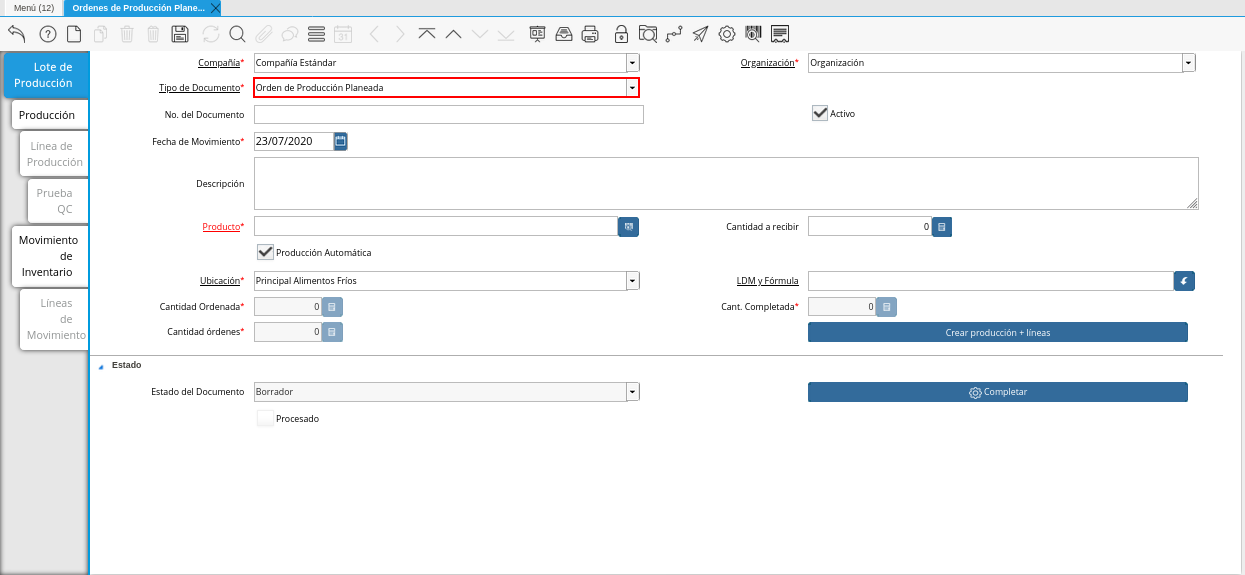 Menú (12)
Ordenes de Producción Plane...
31
Lote de
Producción
Producción
Línea de
Producción
Prueba
QC
Movimiento
de
Inventario
Líneas
de
Movimiento
Compañía* Compañía Estándar
Organización* Organización
Tipo de Documento* Orden de Producción Planeada
No. del Documento
Activo
Fecha de Movimiento* 23/07/2020
Descripción
Producto*
Cantidad a recibir 0
Producción Automática
Ubicación* Principal Alimentos Fríos
LDM y Fórmula
Cantidad Ordenada* 0
Cant. Completada* 0
Cantidad órdenes* 0
Crear producción + líneas
Estado
Estado del Documento Borrador
Completar
Procesado